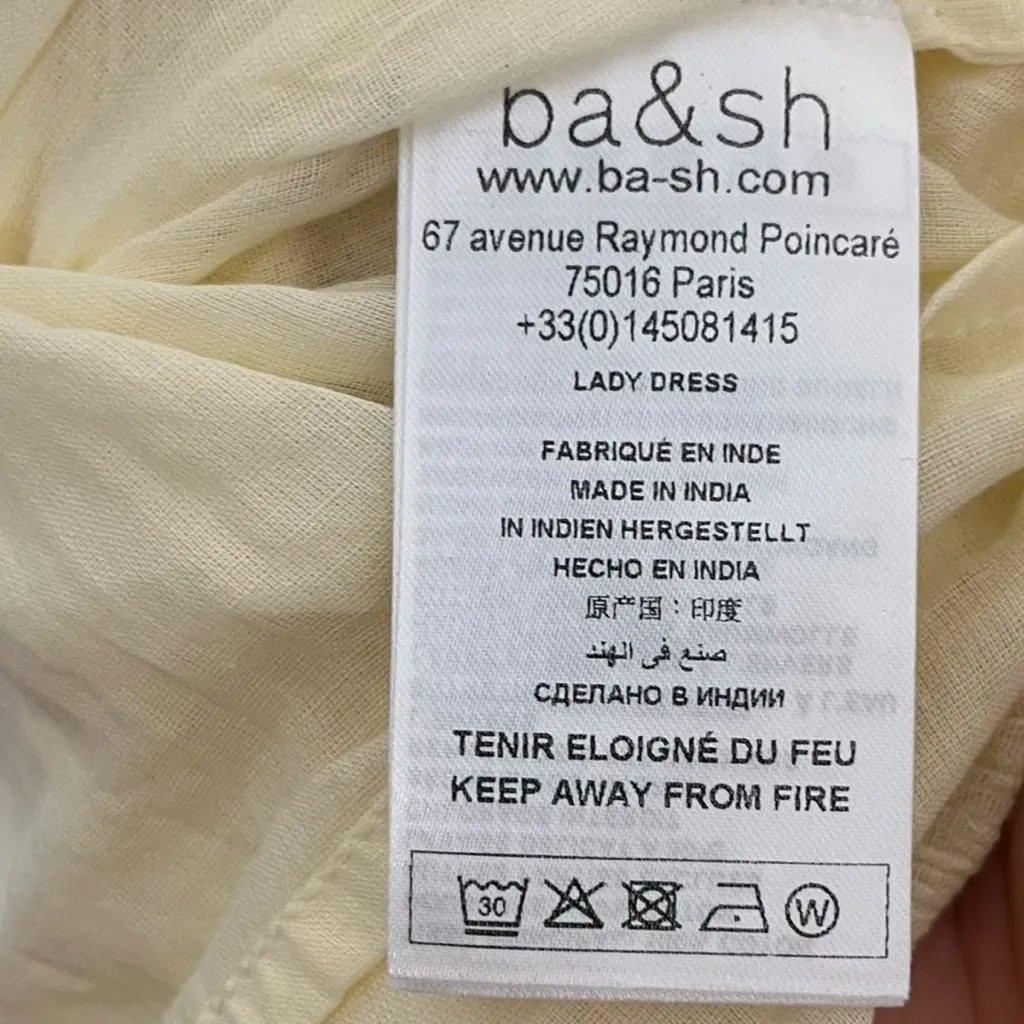 ba&sh
www.ba-sh.com
67 avenue Raymond Poincaré
75016 Paris
+33(0)145081415
LADY DRESS
FABRIQUÉ EN INDE
MADE IN INDIA
IN INDIEN HERGESTELLT
HECHO EN INDIA
原产国：印度
صنع في الهند
СДЕЛАНО В ИНДИИ
TENIR ELOIGNÉ DU FEU
KEEP AWAY FROM FIRE
30 W